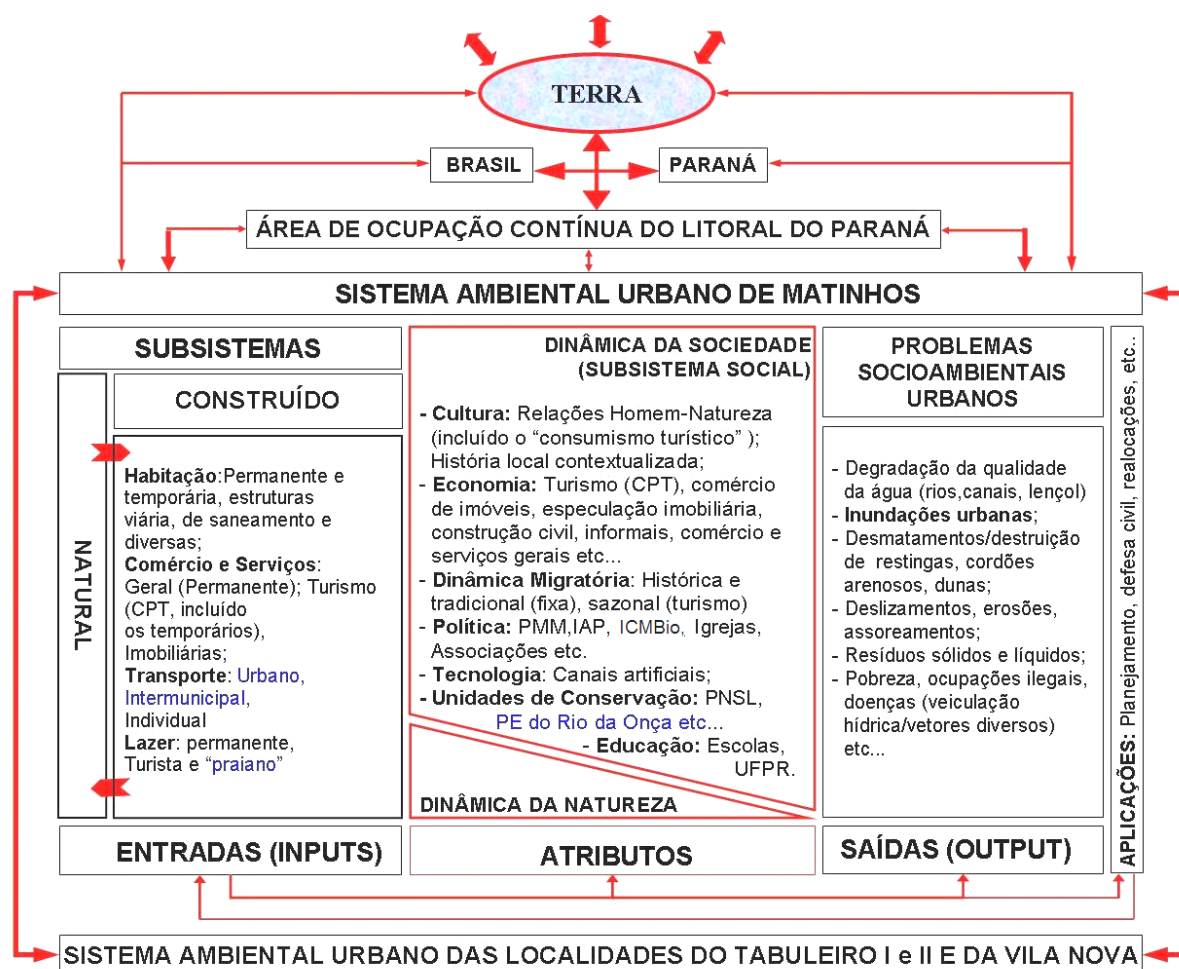 TERRA
BRASIL
PARANÁ
ÁREA DE OCUPAÇÃO CONTÍNUA DO LITORAL DO PARANÁ
SISTEMA AMBIENTAL URBANO DE MATINHOS
SUBSISTEMAS
CONSTRUÍDO
NATURAL
Habitação:Permanente e
temporária, estruturas
viária, de saneamento e
diversas;
Comércio e Serviços:
Geral (Permanente); Turismo
(CPT, incluído
os temporários),
Imobiliárias;
Transporte: Urbano,
Intermunicipal,
Individual
Lazer: permanente,
Turista e “praiano”
ENTRADAS (INPUTS)
DINÂMICA DA SOCIEDADE
(SUBSISTEMA SOCIAL)
- Cultura: Relações Homem-Natureza
(incluído o “consumismo turístico” );
História local contextualizada;
- Economia: Turismo (CPT), comércio
de imóveis, especulação imobiliária,
construção civil, informais, comércio e
serviços gerais etc...
- Dinâmica Migratória: Histórica e
tradicional (fixa), sazonal (turismo)
- Política: PMM,IAP, ICMBio, Igrejas,
Associações etc.
- Tecnologia: Canais artificiais;
- Unidades de Conservação: PNSL,
PE do Rio da Onça etc...
- Educação: Escolas,
UFPR.
DINÂMICA DA NATUREZA
ATRIBUTOS
PROBLEMAS
SOCIOAMBIENTAIS
URBANOS
- Degradação da qualidade
da água (rios,canais, lençol)
- Inundações urbanas;
- Desmatamentos/destruição
de restingas, cordões
arenosos, dunas;
- Deslizamentos, erosões,
assoreamentos;
- Resíduos sólidos e líquidos;
- Pobreza, ocupações ilegais,
doenças (veiculação
hídrica/vetores diversos)
etc...
SAÍDAS (OUTPUT)
APLICAÇÕES: Planejamento, defesa civil, realocações, etc..
SISTEMA AMBIENTAL URBANO DAS LOCALIDADES DO TABULEIRO I e II E DA VILA NOVA